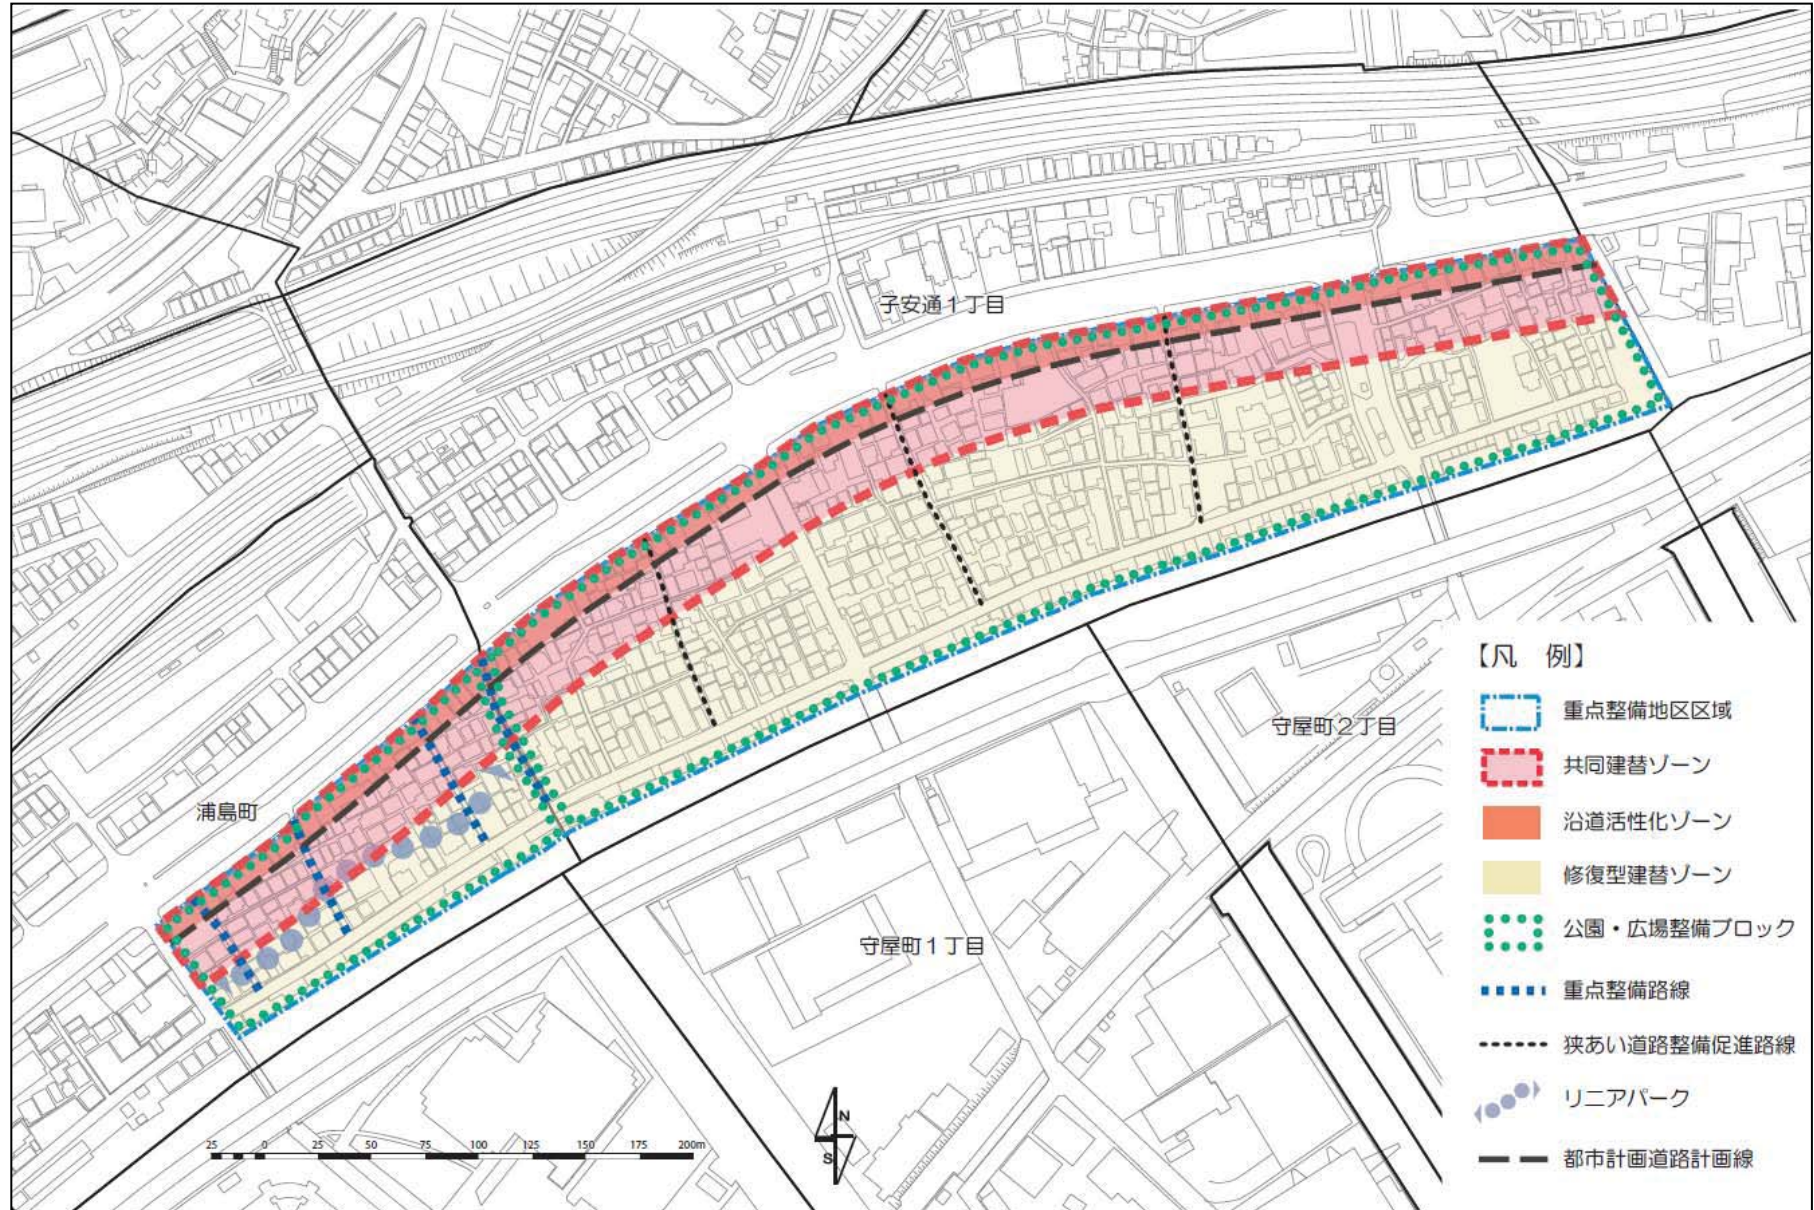 子安通1丁目
浦島町
守屋町2丁目
守屋町1丁目
【凡 例】
重点整備地区区域
共同建替ゾーン
沿道活性化ゾーン
修復型建替ゾーン
公園・広場整備ブロック
重点整備路線
狭あい道路整備促進路線
リニアパーク
都市計画道路計画線
25 0 25 50 75 100 125 150 175 200m
N
S